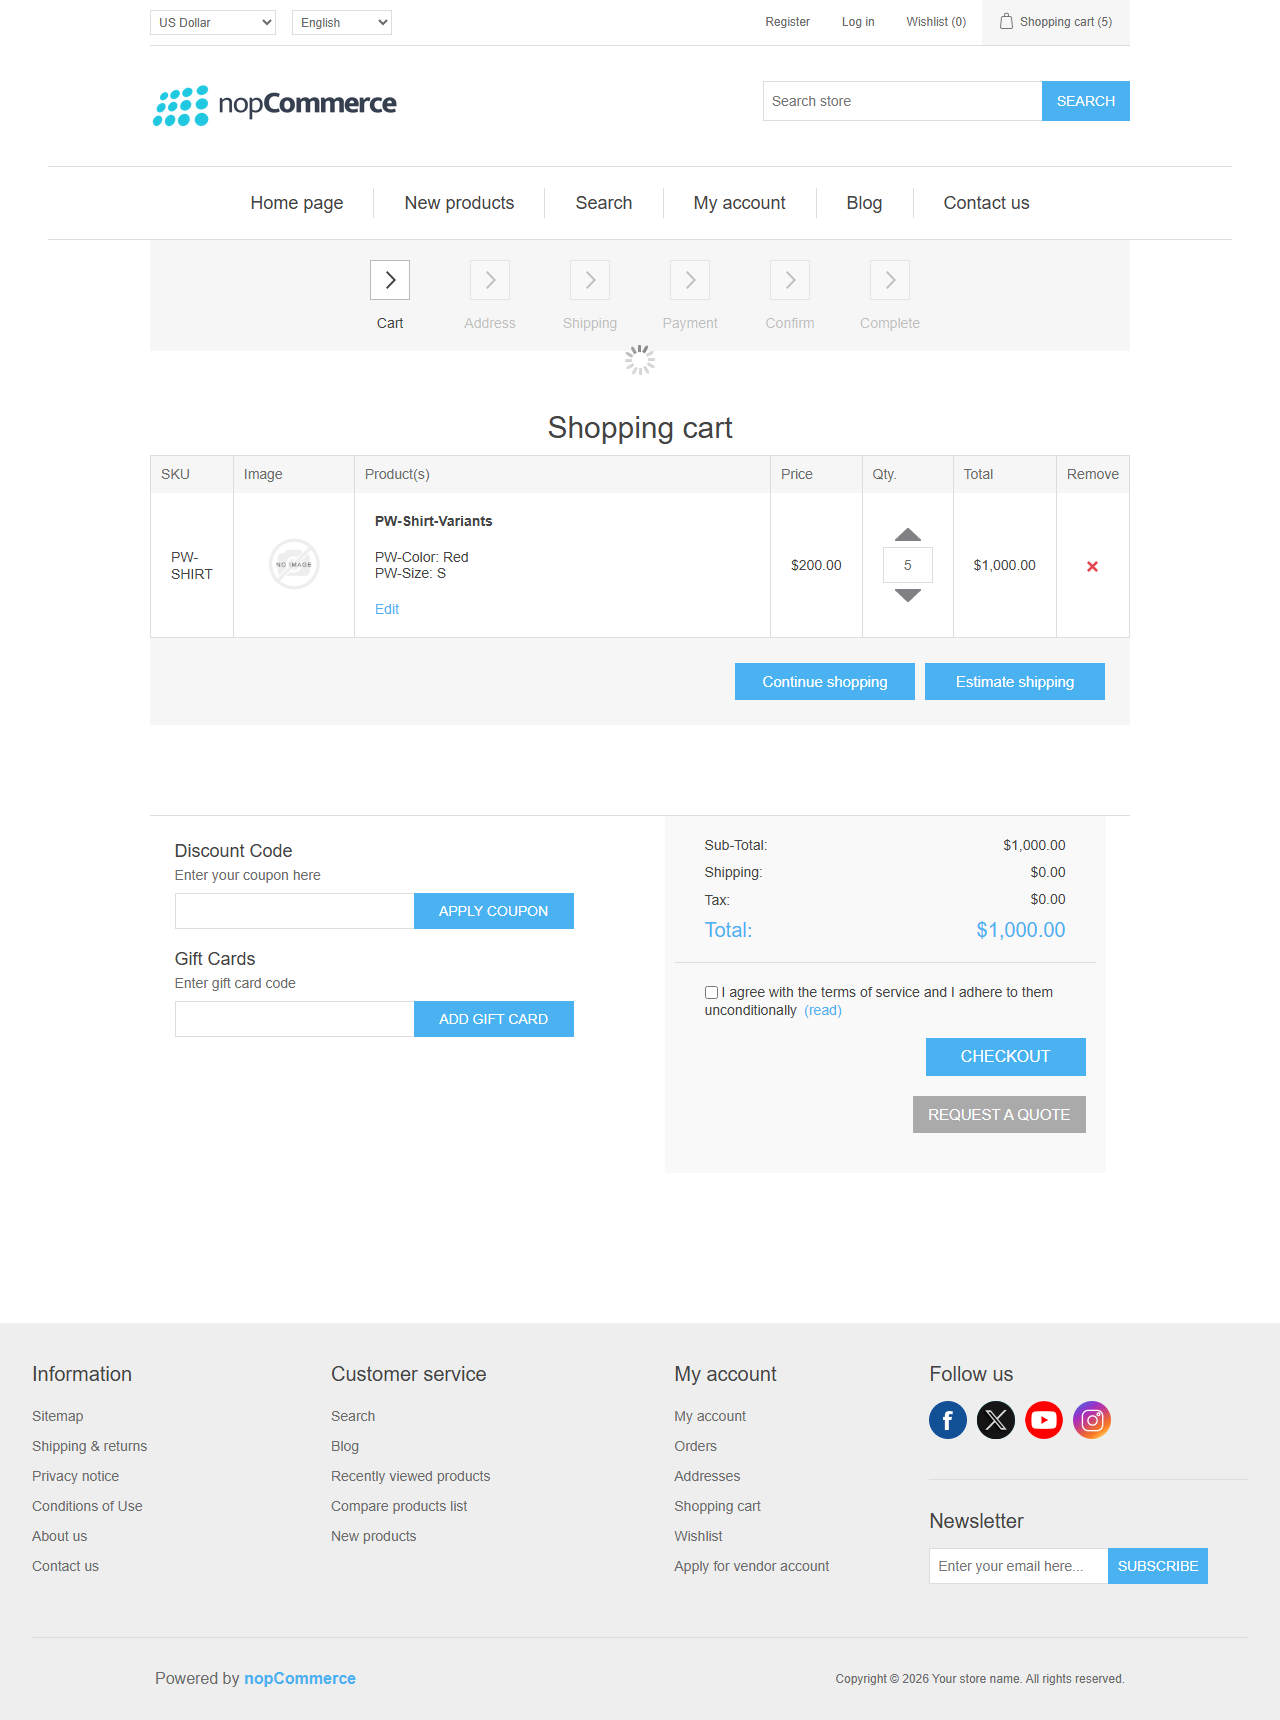 US Dollar
English
Register
Log in
Wishlist (0)
Shopping cart (5)
nopCommerce
Search store
SEARCH
Home page
New products
Search
My account
Blog
Contact us
Cart
Address
Shipping
Payment
Confirm
Complete
Shopping cart
SKU
Image
Product(s)
Price
Qty.
Total
Remove
PW-SHIRT
NO IMAGE
PW-Shirt-Variants
PW-Color: Red
PW-Size: S
Edit
$200.00
5
$1,000.00
Continue shopping
Estimate shipping
Discount Code
Enter your coupon here
APPLY COUPON
Gift Cards
Enter gift card code
ADD GIFT CARD
Sub-Total: $1,000.00
Shipping: $0.00
Tax: $0.00
Total: $1,000.00
I agree with the terms of service and I adhere to them
unconditionally (read)
CHECKOUT
REQUEST A QUOTE
Information
Sitemap
Shipping & returns
Privacy notice
Conditions of Use
About us
Contact us
Customer service
Search
Blog
Recently viewed products
Compare products list
New products
My account
My account
Orders
Addresses
Shopping cart
Wishlist
Apply for vendor account
Follow us
Newsletter
Enter your email here...
SUBSCRIBE
Powered by nopCommerce
Copyright © 2026 Your store name. All rights reserved.